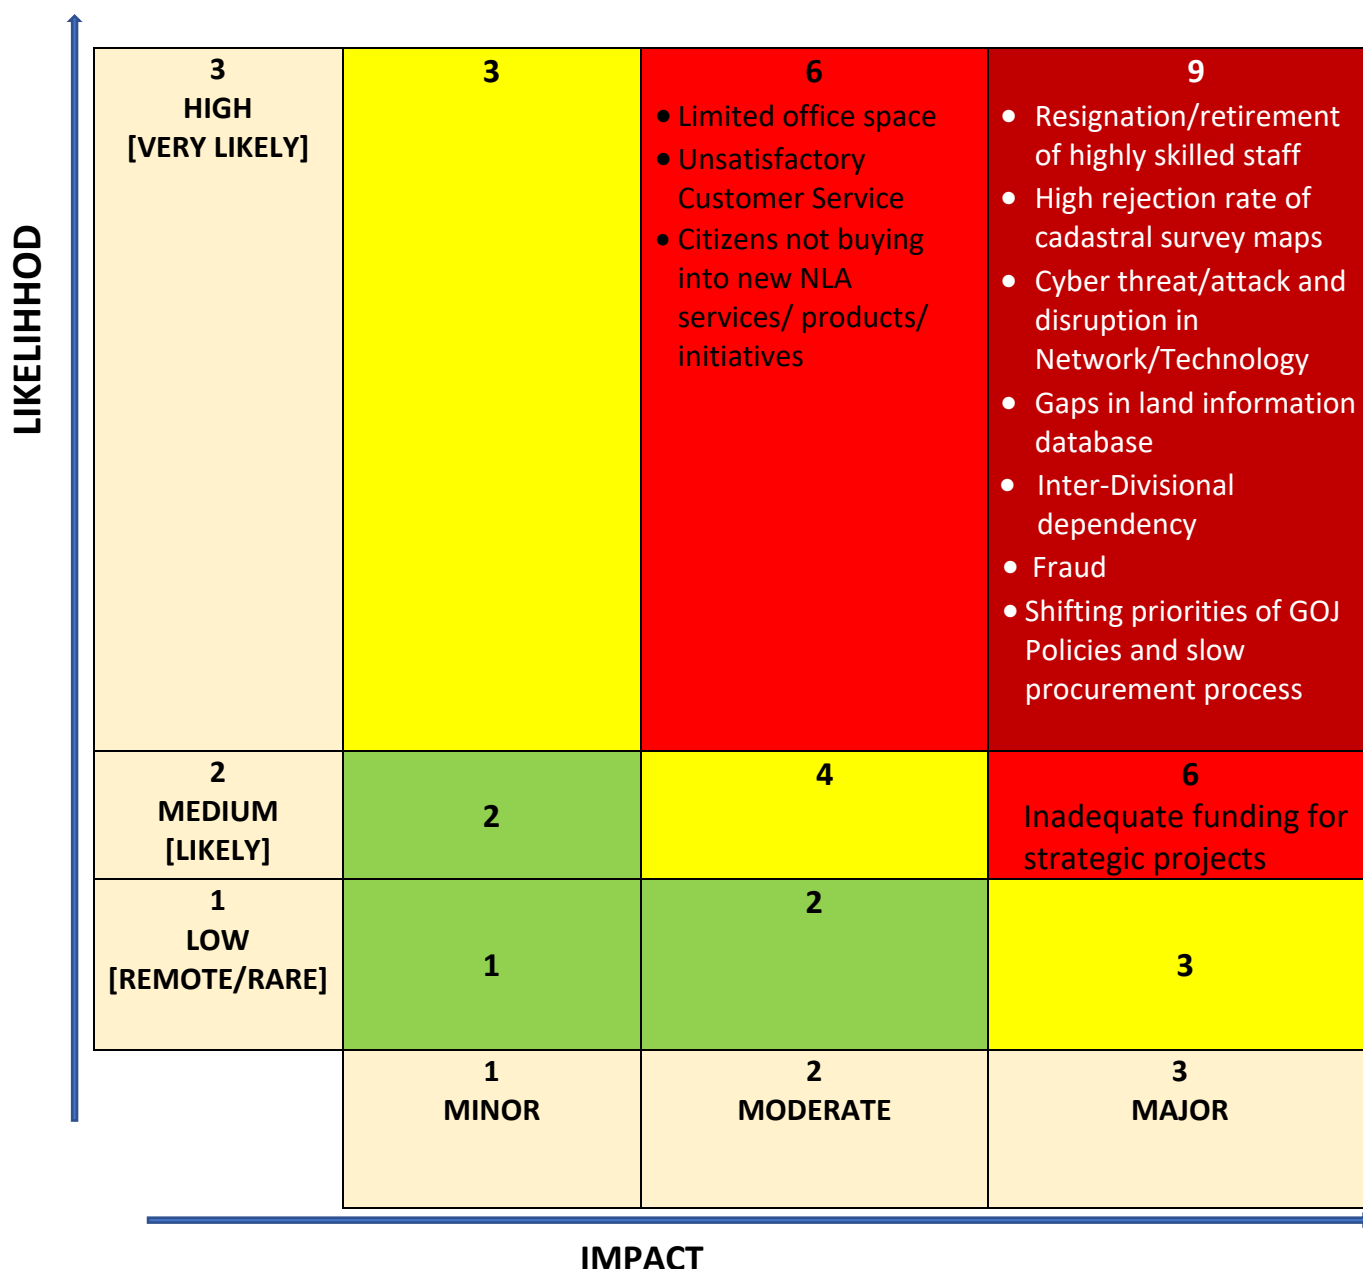 LIKELIHHOD
3
HIGH
[VERY LIKELY]
3
6
• Limited office space
• Unsatisfactory
Customer Service
• Citizens not buying
into new NLA
services/ products/
initiatives
9
• Resignation/retirement
of highly skilled staff
• High rejection rate of
cadastral survey maps
• Cyber threat/attack and
disruption in
Network/Technology
• Gaps in land information
database
• Inter-Divisional
dependency
• Fraud
• Shifting priorities of GOJ
Policies and slow
procurement process
2
MEDIUM
[LIKELY]
2
4
6
Inadequate funding for
strategic projects
1
LOW
[REMOTE/RARE]
1
2
3
1
MINOR
2
MODERATE
3
MAJOR
IMPACT